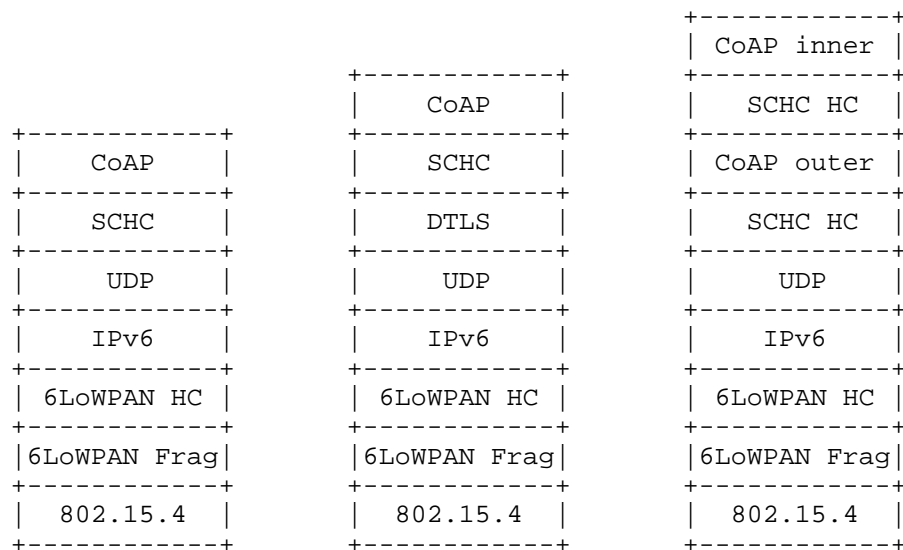 CoAP inner
CoAP SCHC HC
CoAP SCHC CoAP outer
SCHC DTLS SCHC HC
UDP UDP UDP
IPv6 IPv6 IPv6
6LoWPAN HC 6LoWPAN HC 6LoWPAN HC
6LoWPAN Frag 6LoWPAN Frag 6LoWPAN Frag
802.15.4 802.15.4 802.15.4